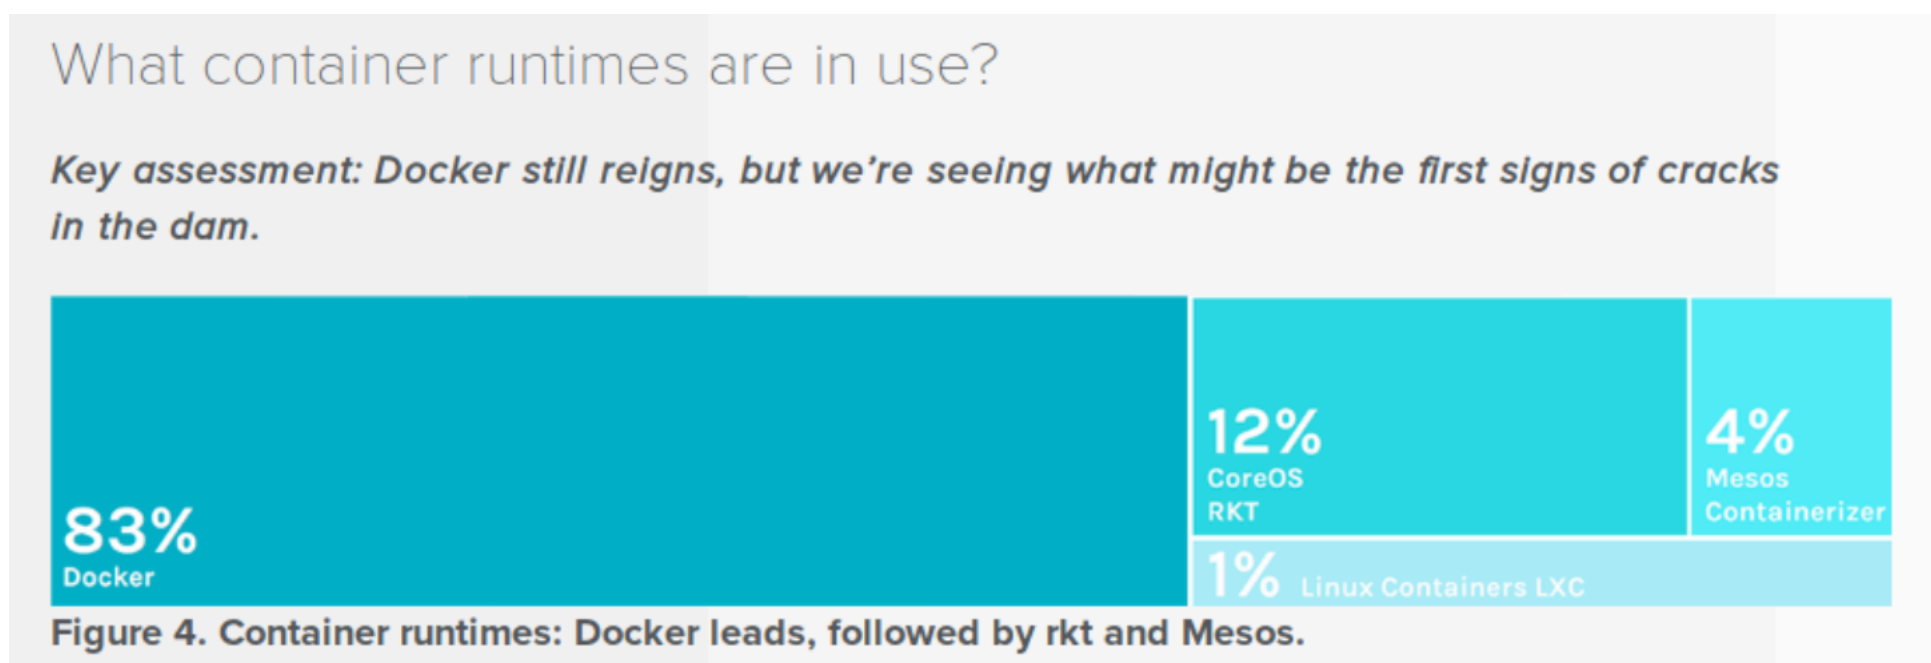 What container runtimes are in use?
Key assessment: Docker still reigns, but we're seeing what might be the first signs of cracks
in the dam.
83%
Docker
12%
CoreOS
RKT
4%
Mesos
Containerizer
1% Linux Containers LXC
Figure 4. Container runtimes: Docker leads, followed by rkt and Mesos.